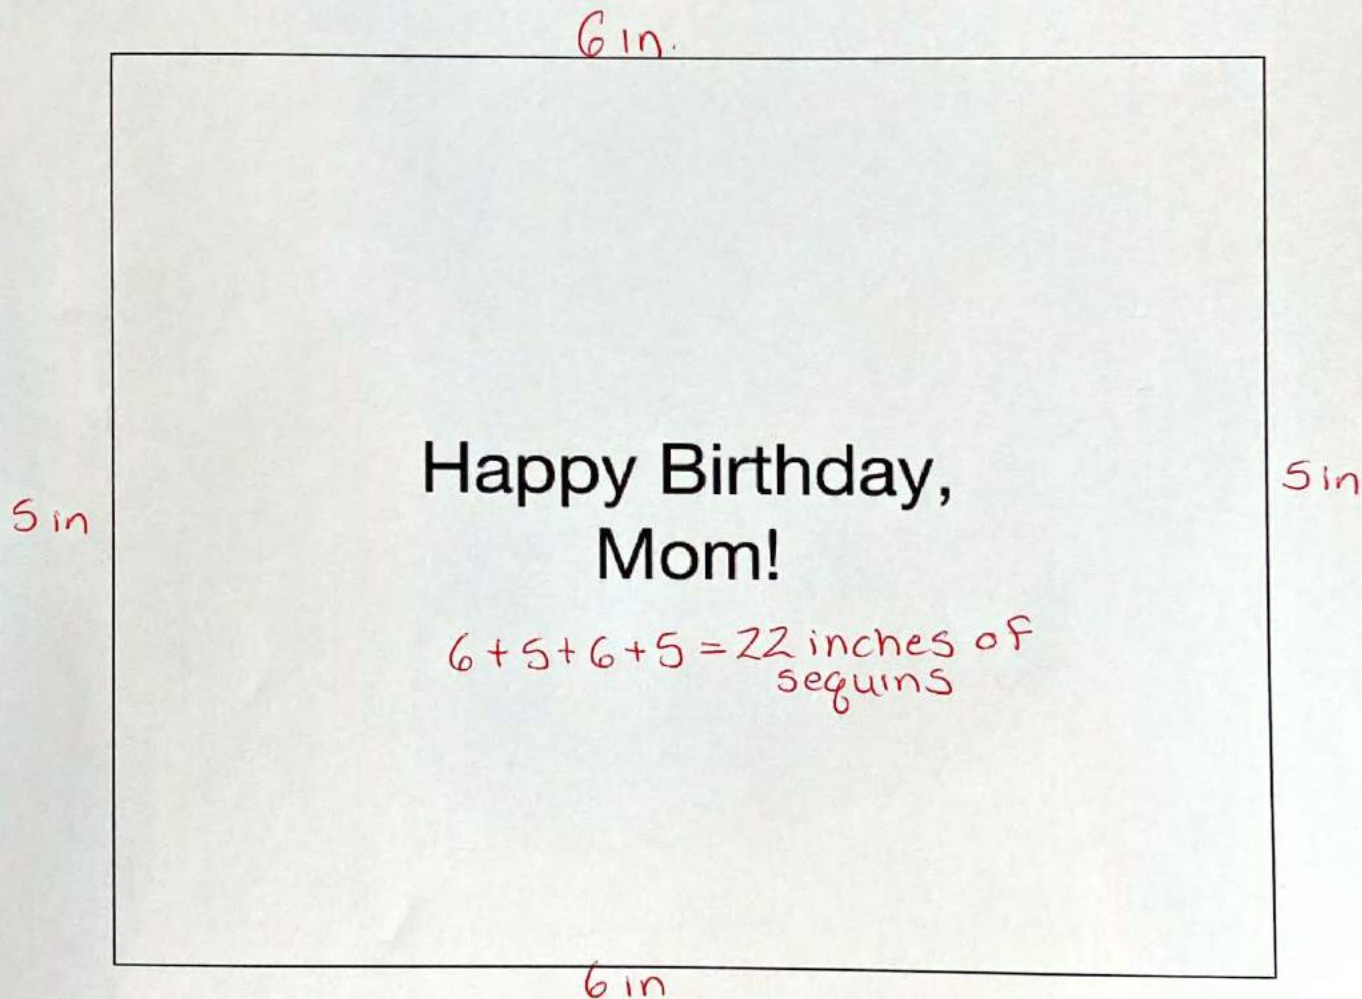 6 in.
Happy Birthday,
5 in
5 in
Mom!
6+5+6+5=22 inches of
sequins
6 in